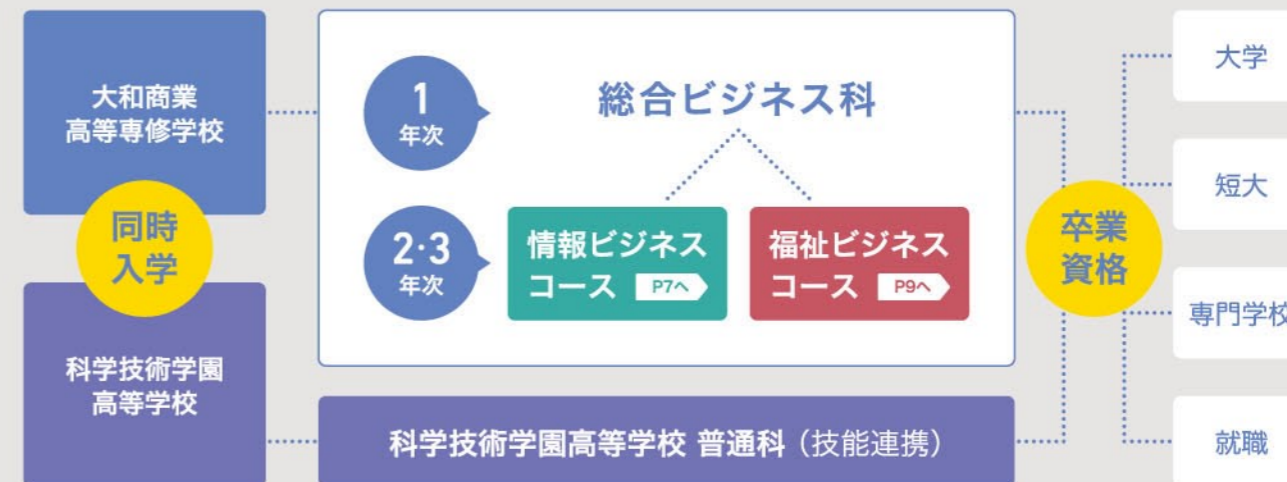 大和商業
高等専修学校
同時
入学
科学技術学園
高等学校
1
年次
総合ビジネス科
2·3
年次
情報ビジネス
コース P7へ
福祉ビジネス
コース P9へ
科学技術学園高等学校 普通科（技能連携）
卒業
資格
大学
短大
専門学校
就職